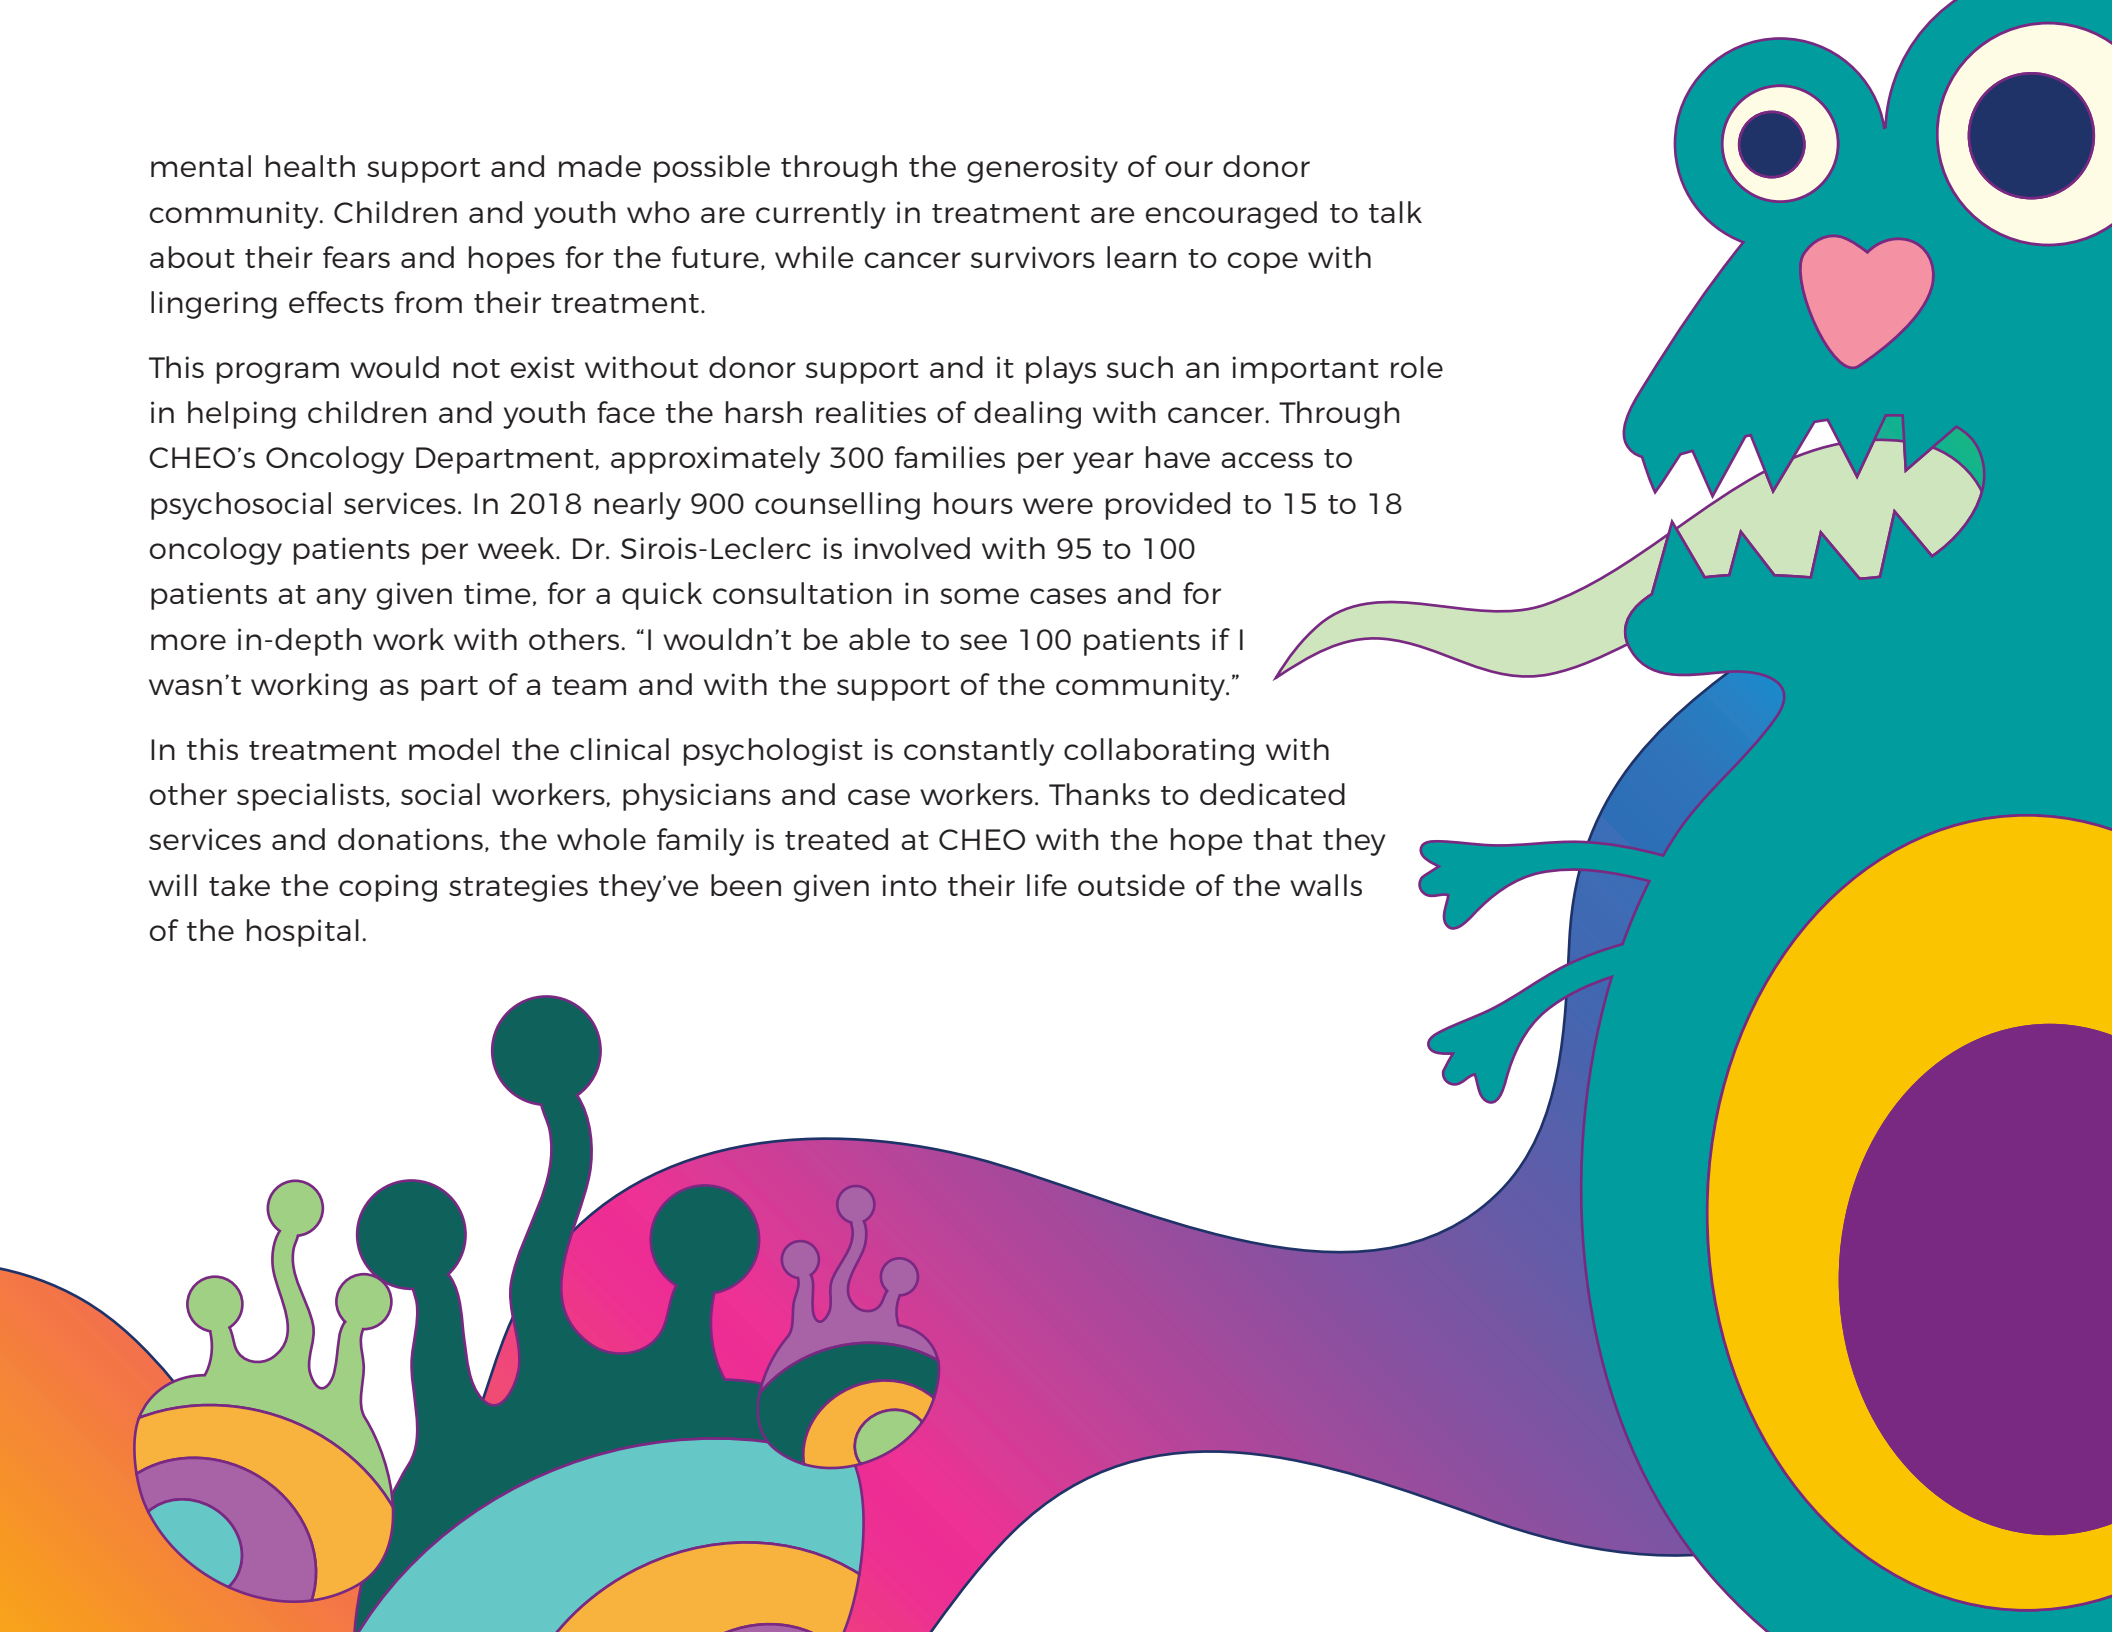 mental health support and made possible through the generosity of our donor
community. Children and youth who are currently in treatment are encouraged to talk
about their fears and hopes for the future, while cancer survivors learn to cope with
lingering effects from their treatment.
This program would not exist without donor support and it plays such an important role
in helping children and youth face the harsh realities of dealing with cancer. Through
CHEO’s Oncology Department, approximately 300 families per year have access to
psychosocial services. In 2018 nearly 900 counselling hours were provided to 15 to 18
oncology patients per week. Dr. Sirois-Leclerc is involved with 95 to 100
patients at any given time, for a quick consultation in some cases and for
more in-depth work with others. “I wouldn’t be able to see 100 patients if I
wasn’t working as part of a team and with the support of the community.”
In this treatment model the clinical psychologist is constantly collaborating with
other specialists, social workers, physicians and case workers. Thanks to dedicated
services and donations, the whole family is treated at CHEO with the hope that they
will take the coping strategies they’ve been given into their life outside of the walls
of the hospital.